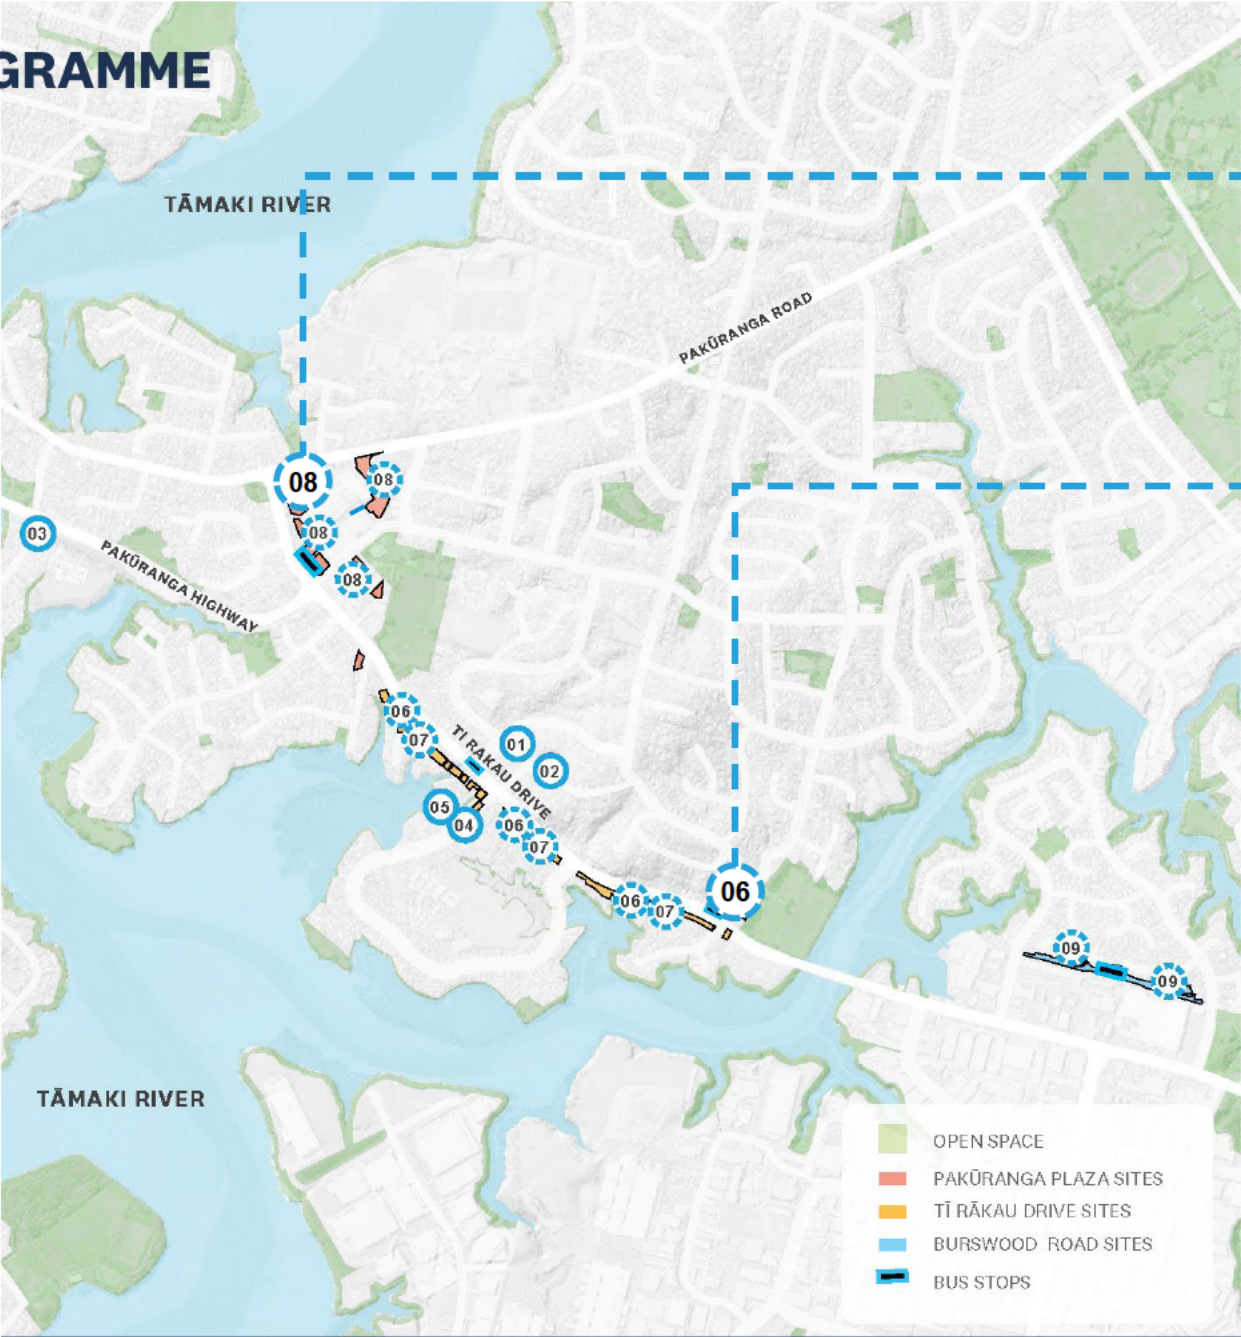 GRAMME
TĀMAKI RIVER
PAKŪRANGA ROAD
08
08
08
03
PAKŪRANGA HIGHWAY
08
06
07
TI RAKAU DRIVE
01
02
05
04
06
07
06
07
06
09
09
TĀMAKI RIVER
OPEN SPACE
PAKŪRANGA PLAZA SITES
TĪ RĀKAU DRIVE SITES
BURSWOOD ROAD SITES
BUS STOPS